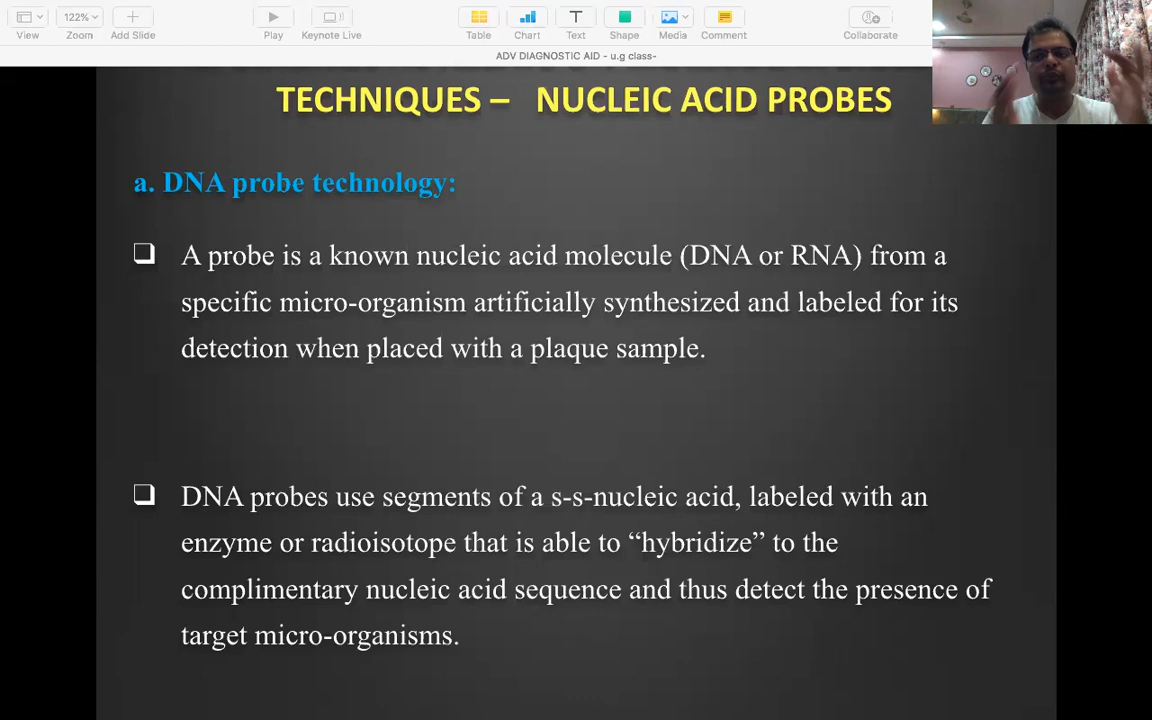 View
122%
Zoom
Add Slide
Play
Keynote Live
Table
Chart
Text
Shape
Media
Comment
Collaborate
ADV DIAGNOSTIC AID - u.g class-
TECHNIQUES – NUCLEIC ACID PROBES
a. DNA probe technology:
❑ A probe is a known nucleic acid molecule (DNA or RNA) from a
specific micro-organism artificially synthesized and labeled for its
detection when placed with a plaque sample.
❑ DNA probes use segments of a s-s-nucleic acid, labeled with an
enzyme or radioisotope that is able to “hybridize” to the
complimentary nucleic acid sequence and thus detect the presence of
target micro-organisms.